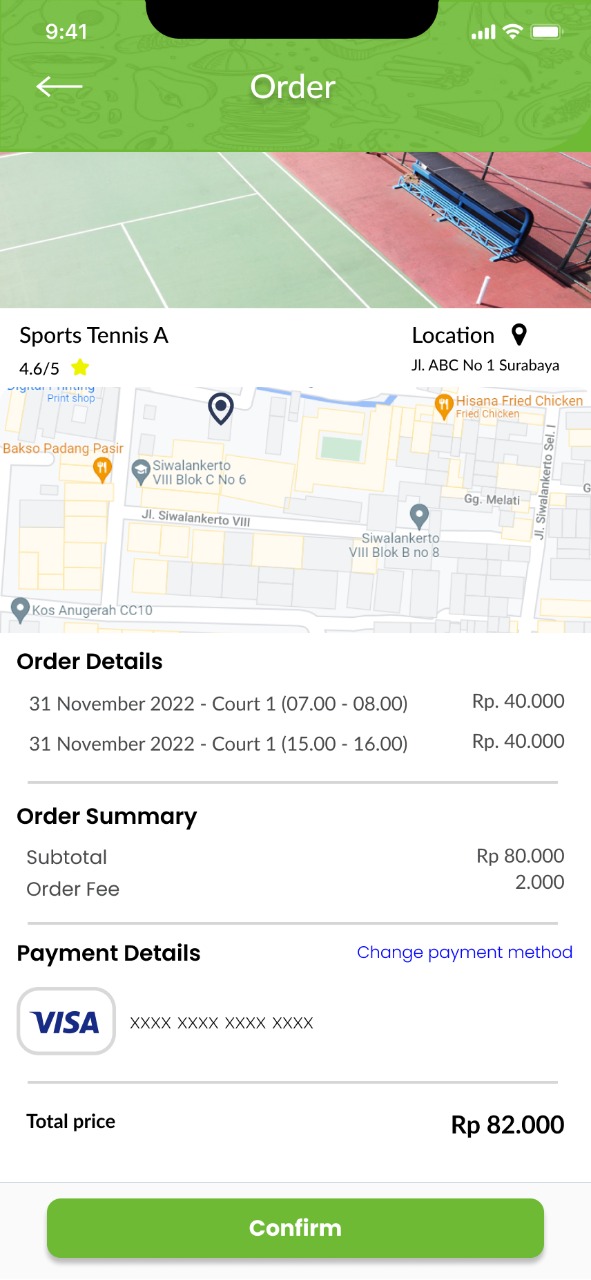 9:41
Order
Sports Tennis A
Location
4.6/5
Jl. ABC No 1 Surabaya
Digital Printing
Print shop
Hisana Fried Chicken
Fried Chicken
Bakso Padang Pasir
Siwalankerto
VIII Blok C No 6
Jl. Siwalankerto Sel. I
Gg. Melati
G
Jl. Siwalankerto VIII
Siwalankerto
VIII Blok B no 8
Kos Anugerah CC10
Order Details
31 November 2022 - Court 1 (07.00 - 08.00) Rp. 40.000
31 November 2022 - Court 1 (15.00 - 16.00) Rp. 40.000
Order Summary
Subtotal Rp 80.000
Order Fee 2.000
Payment Details Change payment method
VISA XXXX XXXX XXXX XXXX
Total price Rp 82.000
Confirm